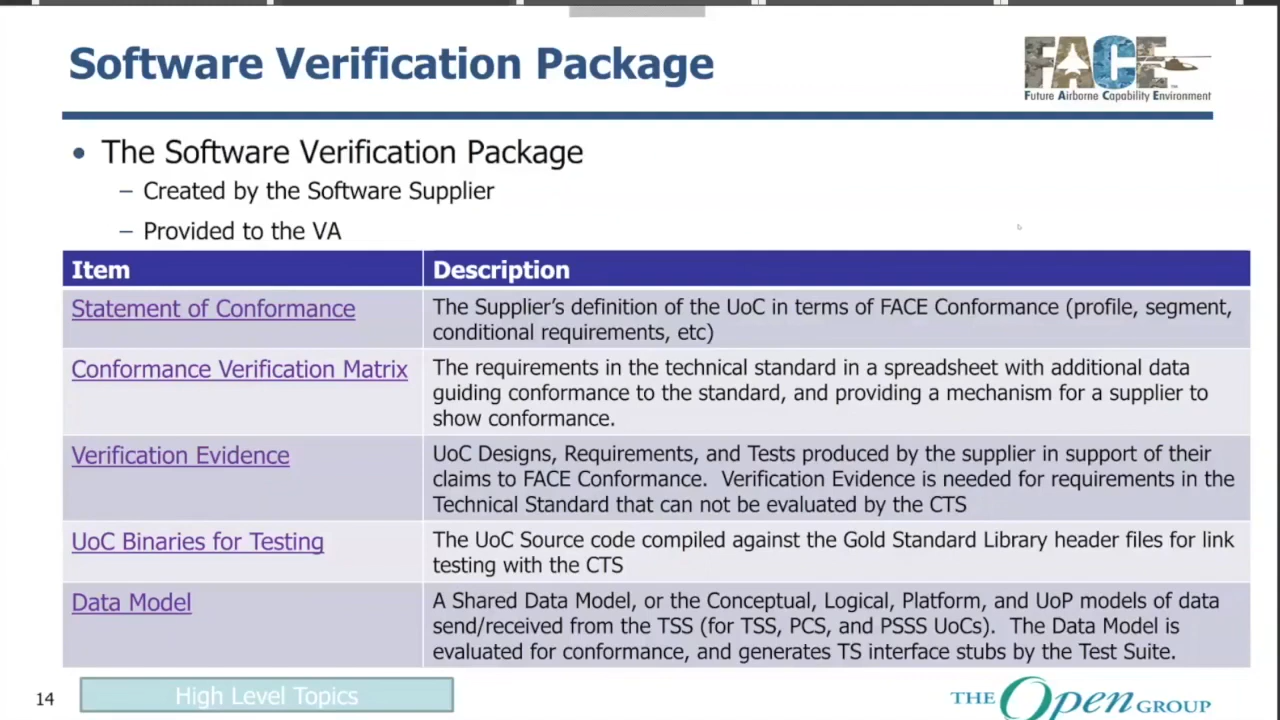 Software Verification Package
FACE
Future Airborne Capability Environment
• The Software Verification Package
– Created by the Software Supplier
– Provided to the VA
Item
Description
Statement of Conformance
The Supplier’s definition of the UoC in terms of FACE Conformance (profile, segment,
conditional requirements, etc)
Conformance Verification Matrix
The requirements in the technical standard in a spreadsheet with additional data
guiding conformance to the standard, and providing a mechanism for a supplier to
show conformance.
Verification Evidence
UoC Designs, Requirements, and Tests produced by the supplier in support of their
claims to FACE Conformance.  Verification Evidence is needed for requirements in the
Technical Standard that can not be evaluated by the CTS
UoC Binaries for Testing
The UoC Source code compiled against the Gold Standard Library header files for link
testing with the CTS
Data Model
A Shared Data Model, or the Conceptual, Logical, Platform, and UoP models of data
send/received from the TSS (for TSS, PCS, and PSSS UoCs).  The Data Model is
evaluated for conformance, and generates TS interface stubs by the Test Suite.
14
High Level Topics
THE Open GROUP